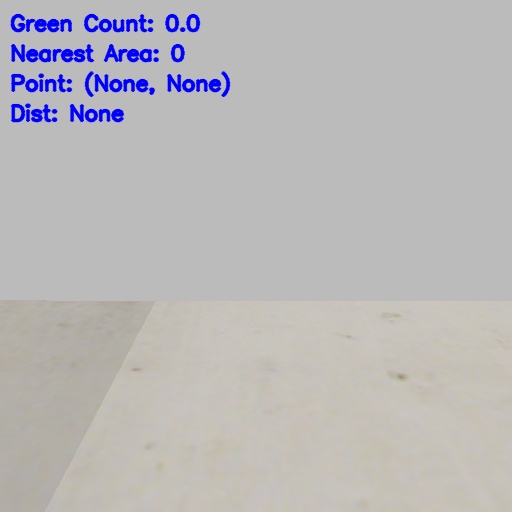 Green Count: 0.0
Nearest Area: 0
Point: (None, None)
Dist: None